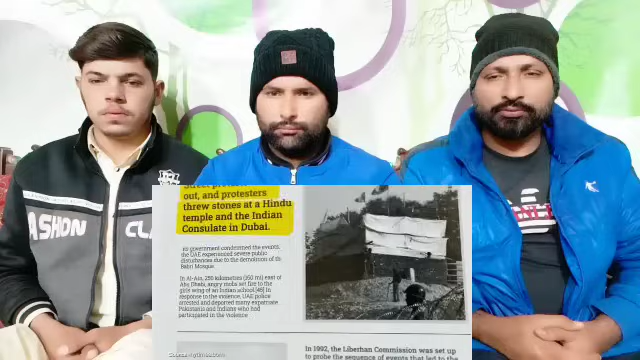 out, and protesters
threw stones at a Hindu
temple and the Indian
Consulate in Dubai.
government condemned the events.
the UAE experienced severe public
disturbances due to the demolition of
Babri Mosque
In Al-Ain, 250 kilometres (160 mi) east of
Abu Dhabi, angry mobs set fire to the
girls wing of an Indian school.[49] In
response to the violence, UAE police
arrested and deported many expatriate
Pakistanis and Indians who had
participated in the violence
In 1992, the Liberhan Commission was set up
to probe the sequence of events that led to the
ASHON
CL